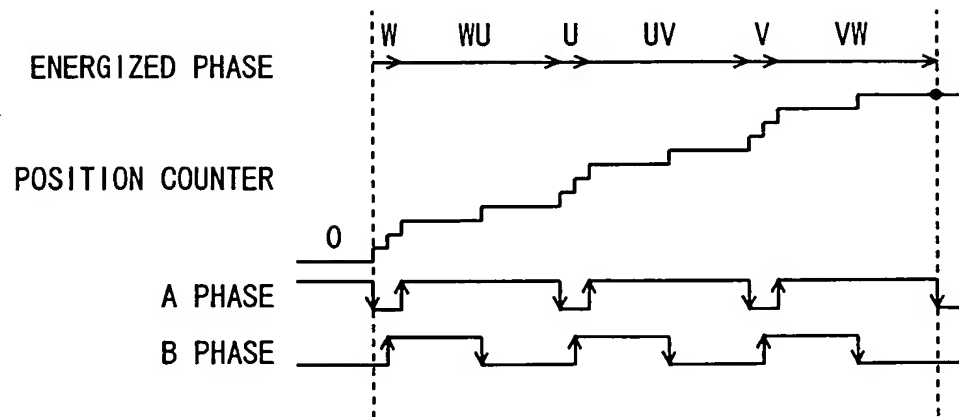 W WU U UV V VW
ENERGIZED PHASE
POSITION COUNTER
0
A PHASE
B PHASE